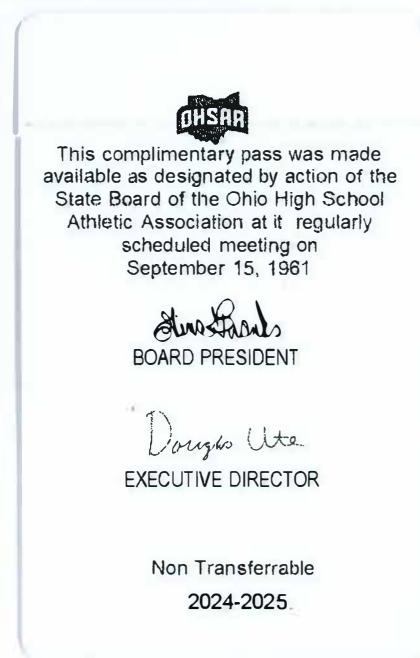 OHSAA
This complimentary pass was made
available as designated by action of the
State Board of the Ohio High School
Athletic Association at it regularly
scheduled meeting on
September 15, 1961
BOARD PRESIDENT
Douglas Ute
EXECUTIVE DIRECTOR
Non Transferrable
2024-2025